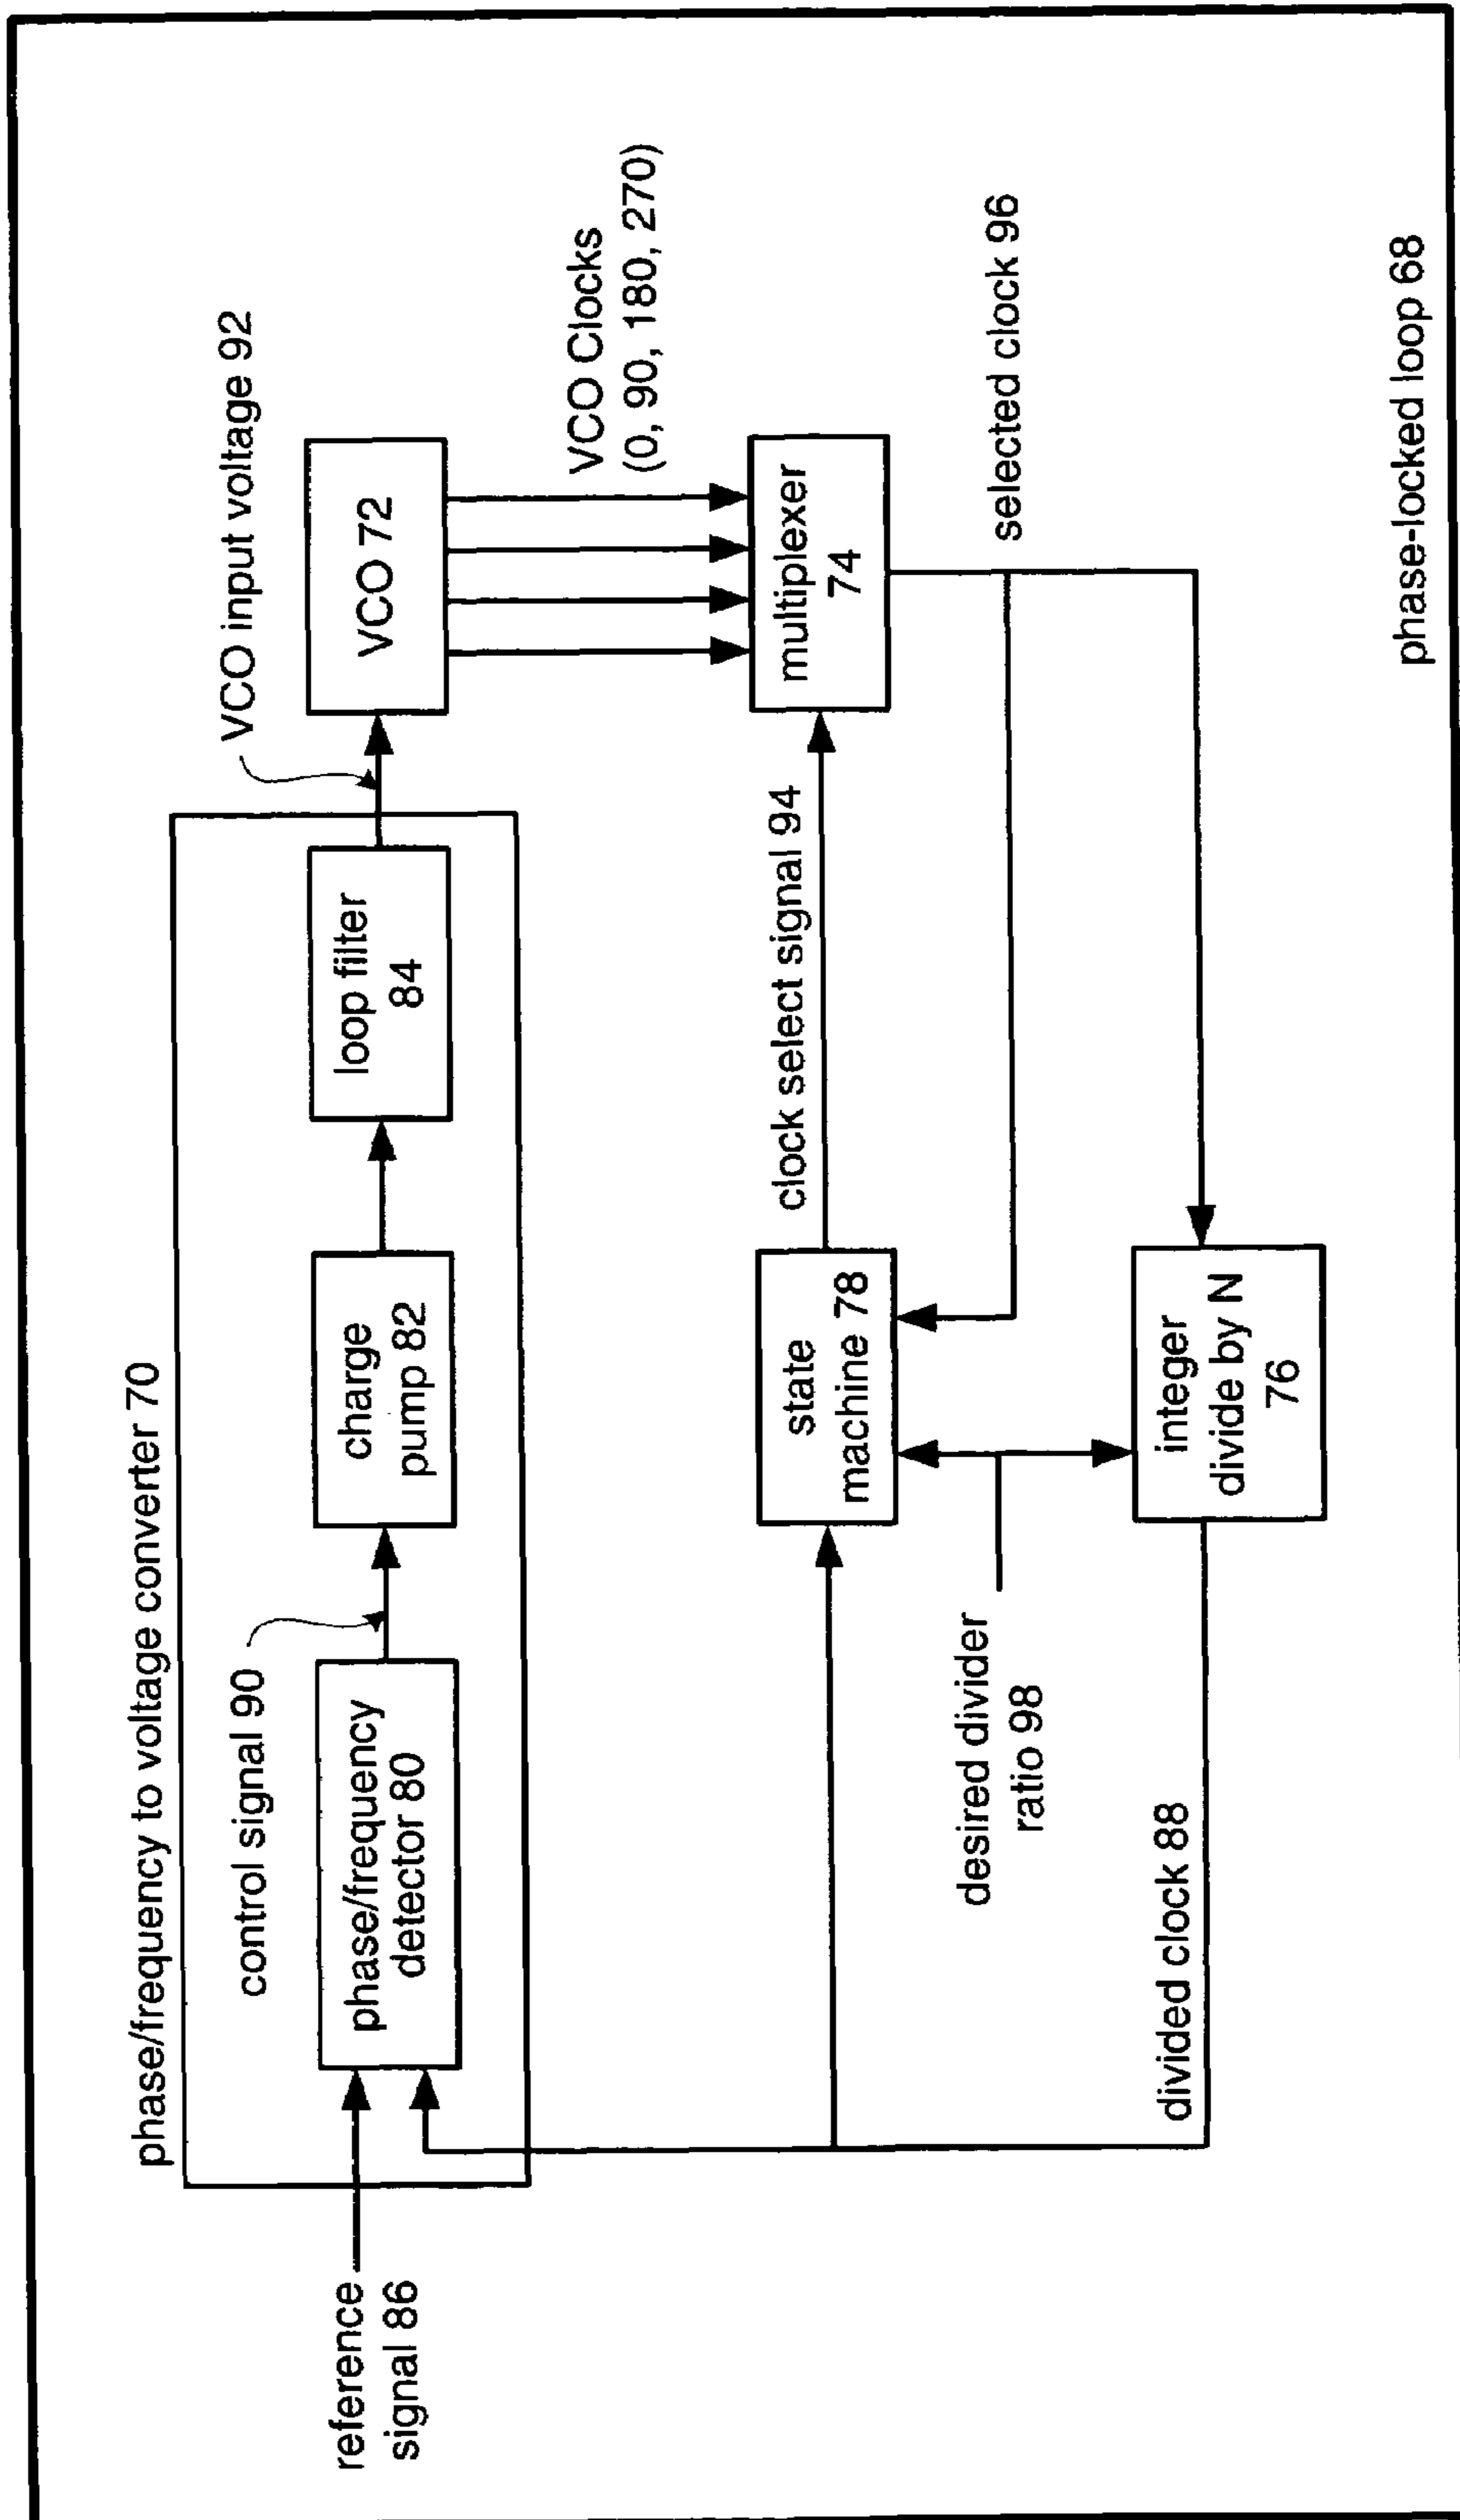 phase/frequency to voltage converter 70
control signal 90
VCO input voltage 92
reference
signal 86
phase/frequency
detector 80
charge
pump 82
loop filter
84
VCO 72
VCO Clocks
(0, 90, 180, 270)
clock select signal 94
state
machine 78
multiplexer
74
desired divider
ratio 98
selected clock 96
divided clock 88
integer
divide by N
76
phase-locked loop 68